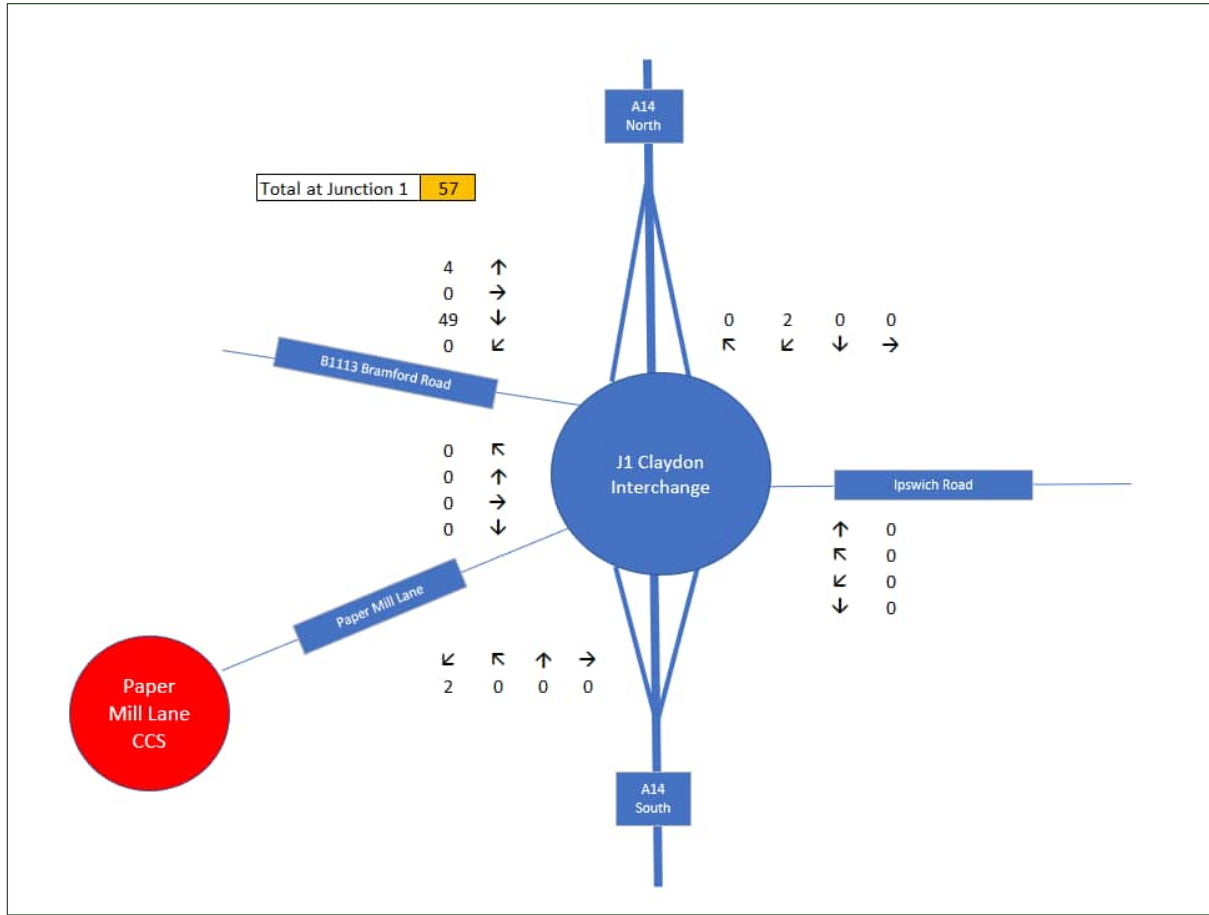 A14
North
Total at Junction 1 57
4 ↑
0 →
49 ↓
0 ↙
0 2 0 0
↖ ↙ ↓ →
B1113 Bramford Road
0 ↖
0 ↑
0 →
0 ↓
J1 Claydon
Interchange
Ipswich Road
↑ 0
↖ 0
↙ 0
↓ 0
Paper Mill Lane
↙ ↖ ↑ →
2 0 0 0
Paper
Mill Lane
CCS
A14
South